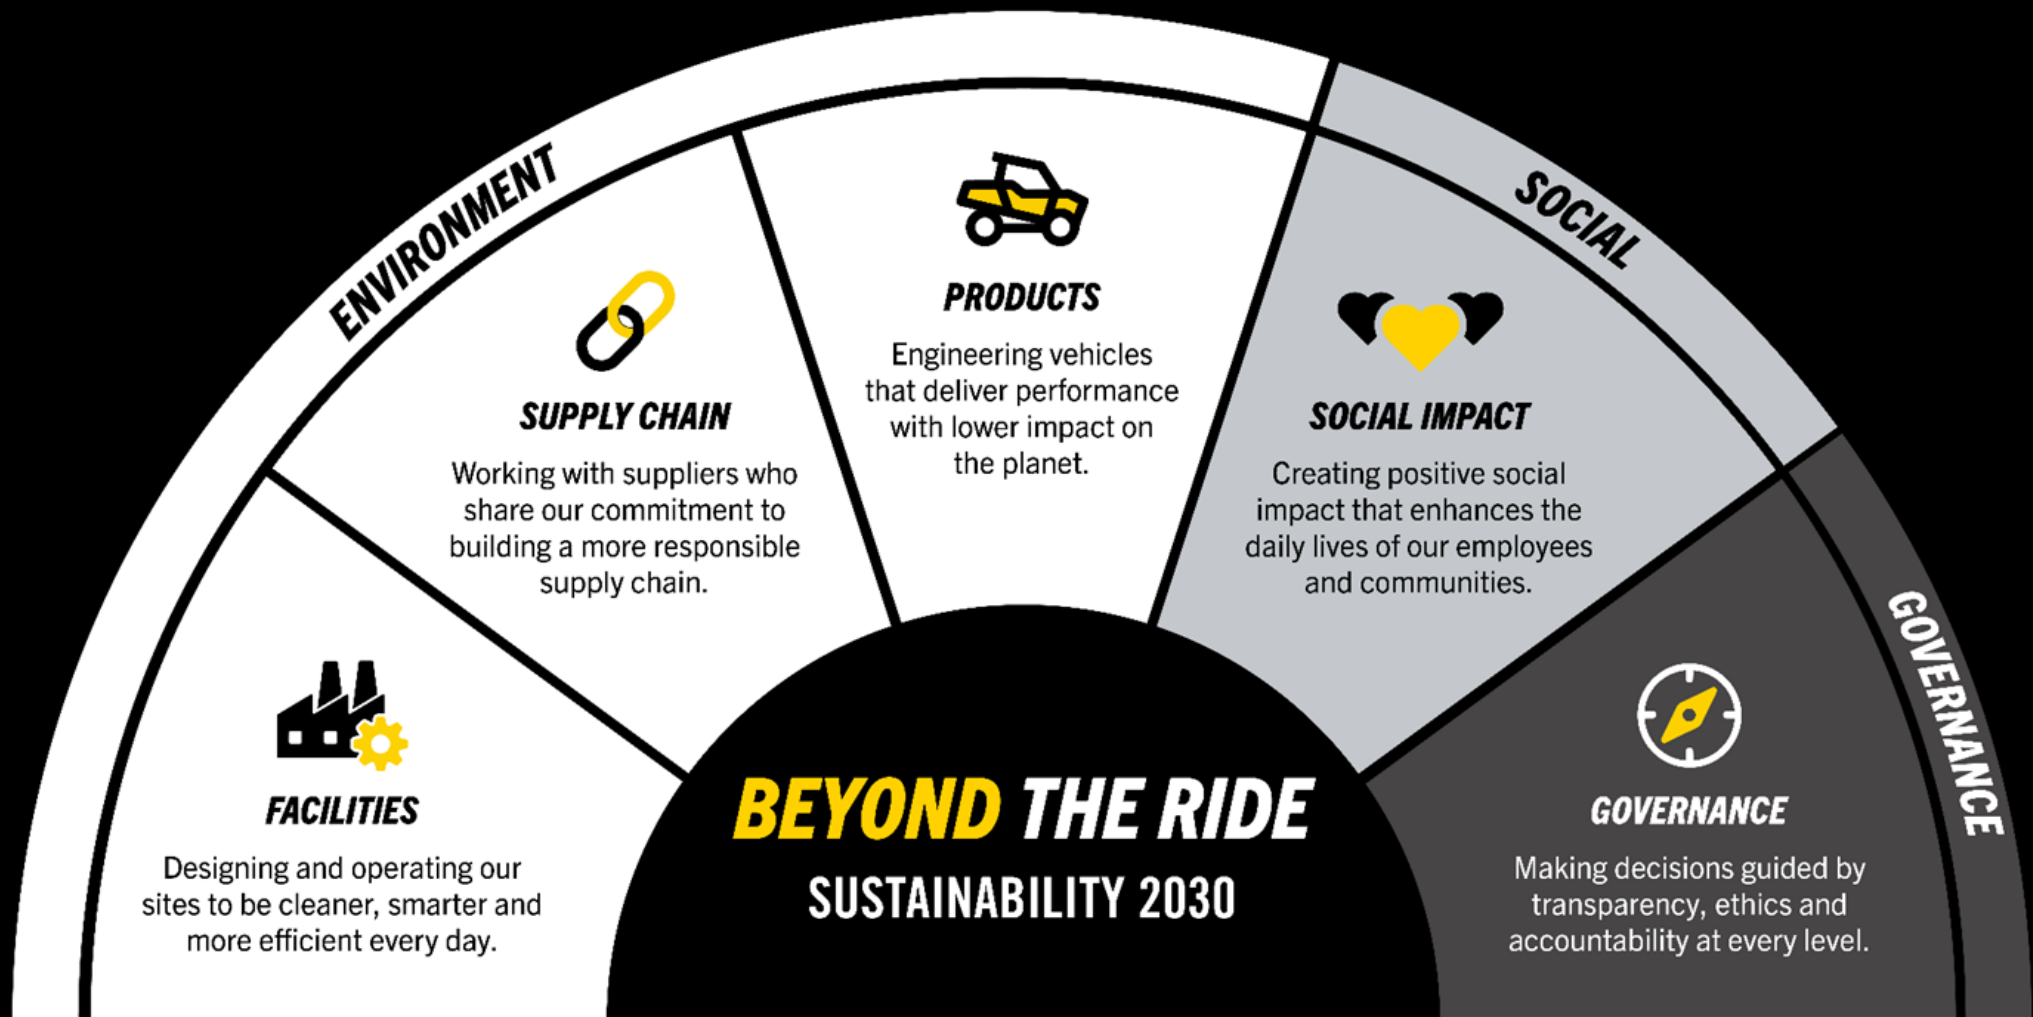 ENVIRONMENT
SOCIAL
GOVERNANCE
FACILITIES
Designing and operating our
sites to be cleaner, smarter and
more efficient every day.
SUPPLY CHAIN
Working with suppliers who
share our commitment to
building a more responsible
supply chain.
PRODUCTS
Engineering vehicles
that deliver performance
with lower impact on
the planet.
SOCIAL IMPACT
Creating positive social
impact that enhances the
daily lives of our employees
and communities.
GOVERNANCE
Making decisions guided by
transparency, ethics and
accountability at every level.
BEYOND THE RIDE
SUSTAINABILITY 2030